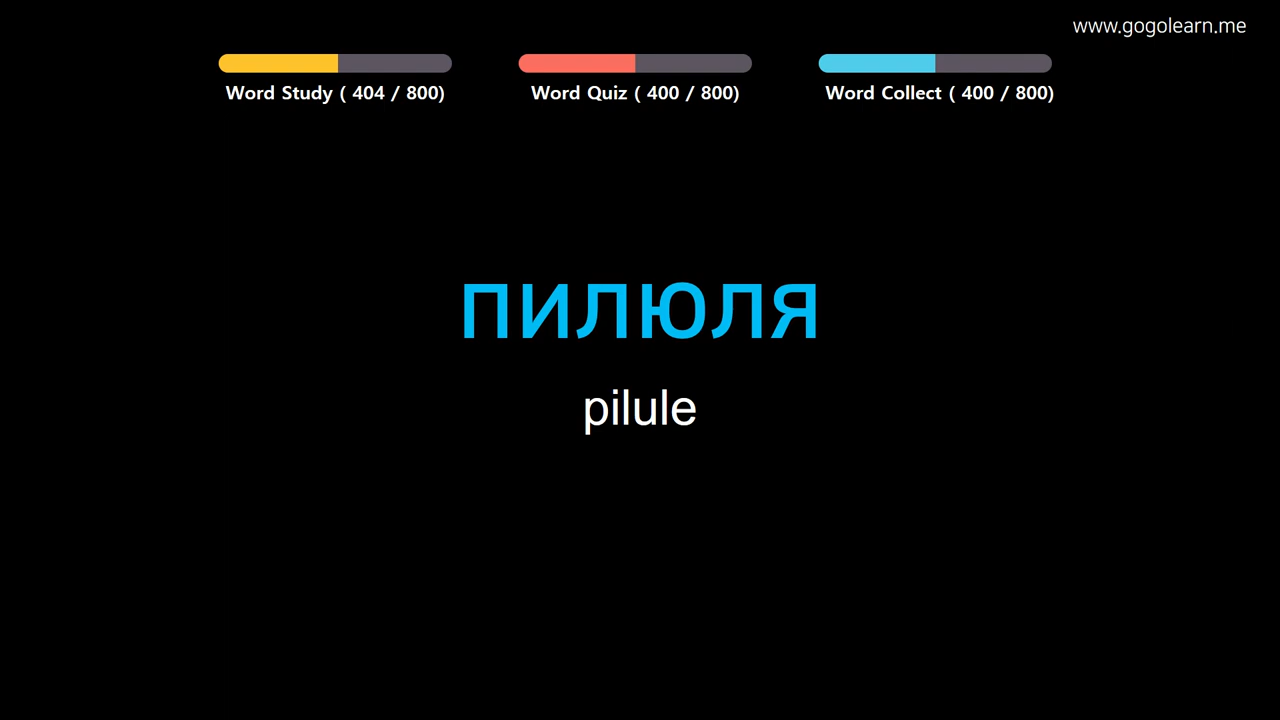 www.gogolearn.me
Word Study ( 404 / 800)
Word Quiz ( 400 / 800)
Word Collect ( 400 / 800)
пилюля
pilule